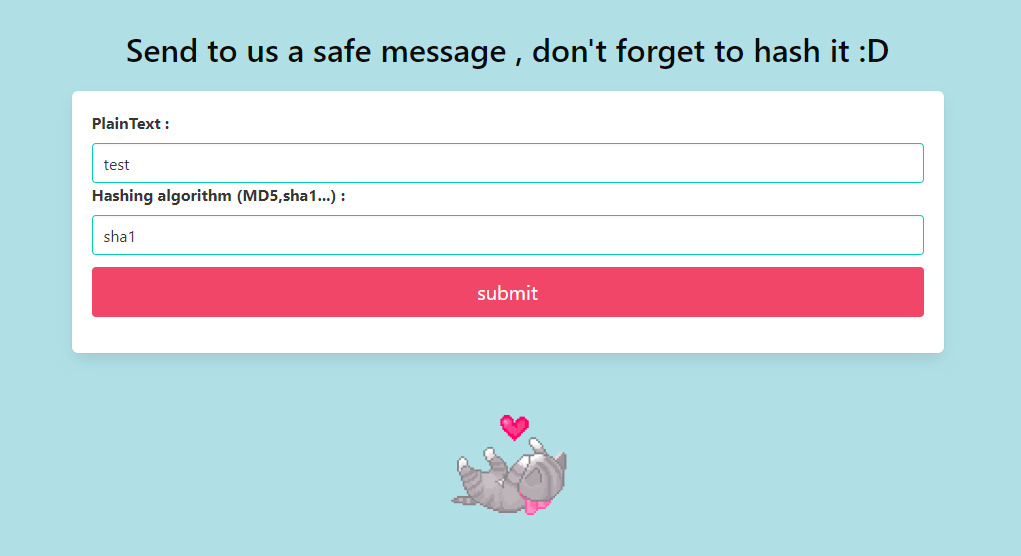 Send to us a safe message , don't forget to hash it :D
PlainText :
test
Hashing algorithm (MD5,sha1...) :
sha1
submit